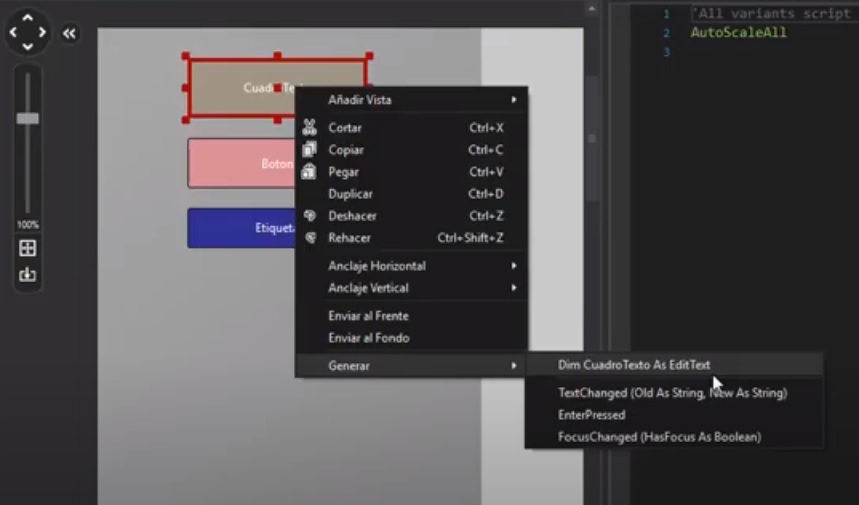 1 'All variants script
2 AutoScaleAll
3
100%
Boton
Añadir Vista
Cortar Ctrl+X
Copiar Ctrl+C
Pegar Ctrl+V
Duplicar Ctrl+D
Deshacer Ctrl+Z
Rehacer Ctrl+Shift+Z
Anclaje Horizontal
Anclaje Vertical
Enviar al Frente
Enviar al Fondo
Generar
Dim CuadroTexto As EditText
TextChanged (Old As String, New As String)
EnterPressed
FocusChanged (HasFocus As Boolean)